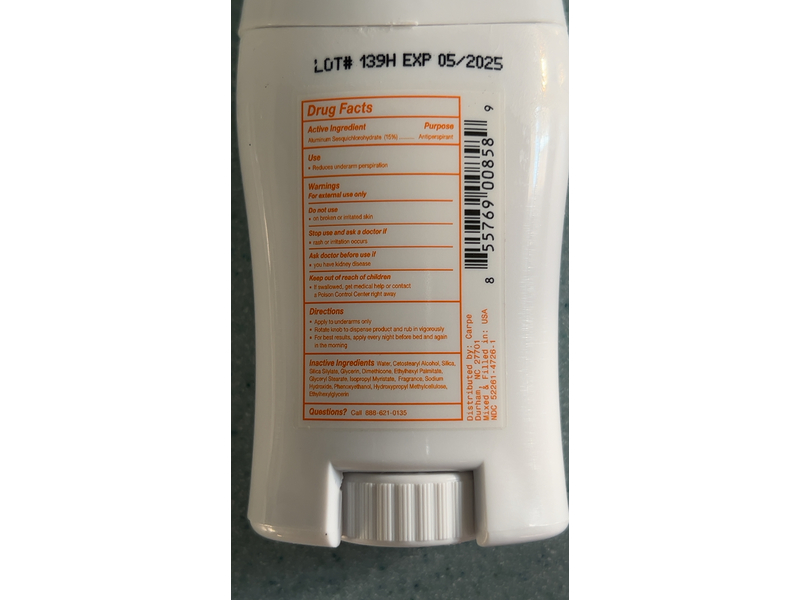 LOT# 139H EXP 05/2025
Drug Facts
Active Ingredient Purpose
Aluminum Sesquichlorohydrate (15%) .......... Antiperspirant
Use
• Reduces underarm perspiration
Warnings
For external use only
Do not use
• on broken or irritated skin
Stop use and ask a doctor if
• rash or irritation occurs
Ask doctor before use if
• you have kidney disease
Keep out of reach of children
• If swallowed, get medical help or contact
a Poison Control Center right away
Directions
• Apply to underarms only
• Rotate knob to dispense product and rub in vigorously
• For best results, apply every night before bed and again
in the morning
Inactive Ingredients Water, Cetostearyl Alcohol, Silica,
Silica Silylate, Glycerin, Dimethicone, Ethylhexyl Palmitate,
Glyceryl Stearate, Isopropyl Myristate, Fragrance, Sodium
Hydroxide, Phenoxyethanol, Hydroxypropyl Methylcellulose,
Ethylhexylglycerin
Questions? Call 888-621-0135
8 55769 00858 9
Distributed by: Carpe
Durham, NC 27701
Mixed & Filled in: USA
NDC 52261-4726-1